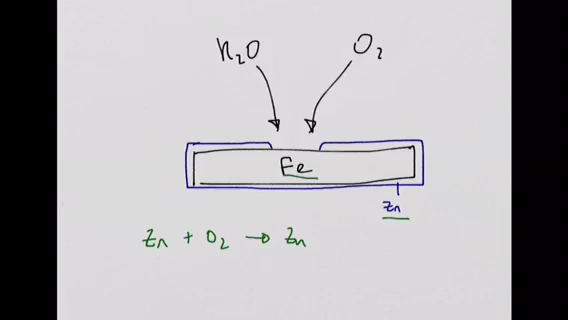 H₂O O₂
Fe
Zn
Zn + O₂ → Zn